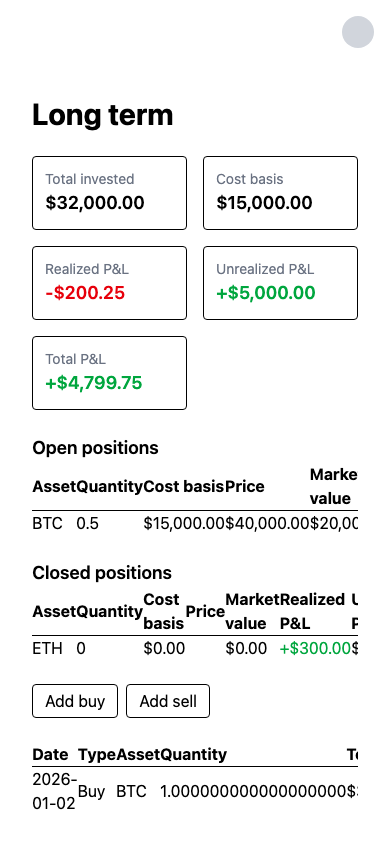 Long term
Total invested Cost basis
$32,000.00 $15,000.00
Realized P&L Unrealized P&L
-$200.25 +$5,000.00
Total P&L
+$4,799.75
Open positions
Asset Quantity Cost basis Price Marke value
BTC 0.5 $15,000.00 $40,000.00 $20,00
Closed positions
Asset Quantity Cost basis Price Market value Realized P&L
ETH 0 $0.00 $0.00 +$300.00 $
Add buy Add sell
Date Type Asset Quantity
2026-01-02 Buy BTC 1.000000000000000000 $